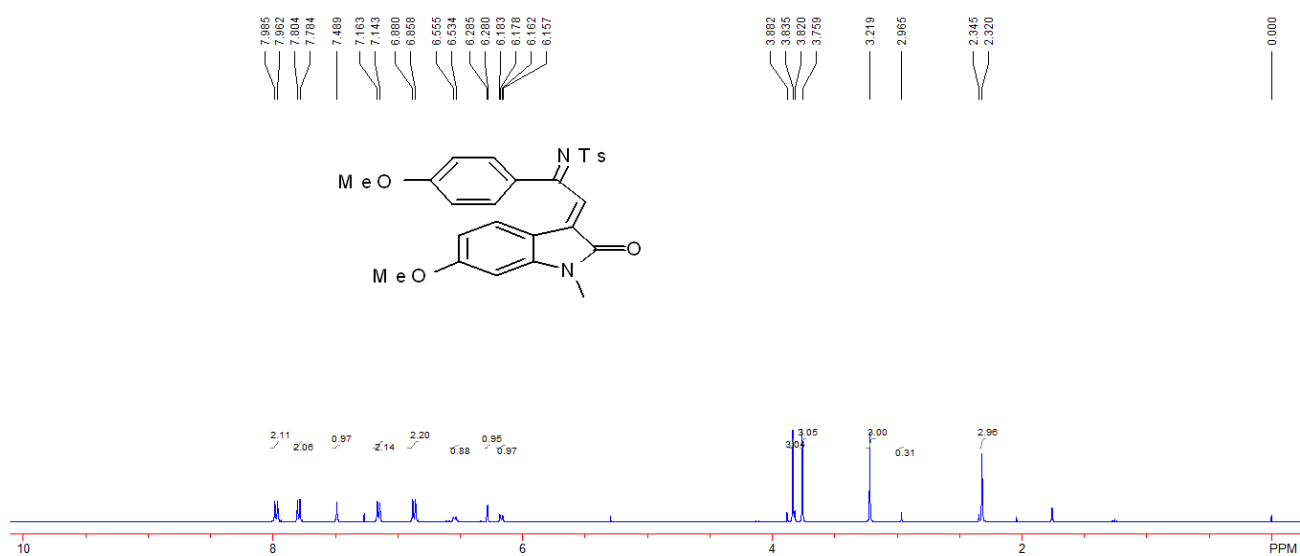 7.985 7.962 7.804 7.784 7.489 7.163 7.143 6.880 6.858 6.555 6.534 6.285 6.280 6.183 6.178 6.162 6.157 3.882 3.835 3.820 3.759 3.219 2.965 2.345 2.320 0.000
N Ts
MeO
O
MeO
N
2.11 2.06 0.97 2.14 2.20 0.88 0.95 0.97 3.04 3.05 3.00 0.31 2.96
10 8 6 4 2 PPM